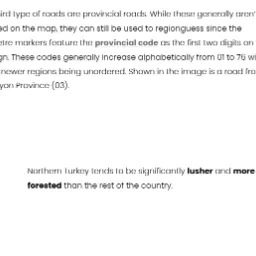 ird type of roads are provincial roads. While these generally aren'
ed on the map, they can still be used to regionguess since the
etre markers feature the provincial code as the first two digits on
gn. These codes generally increase alphabetically from 01 to 76 wi
newer regions being unordered. Shown in the image is a road fro
yon Province (03).
Northern Turkey tends to be significantly lusher and more
forested than the rest of the country.